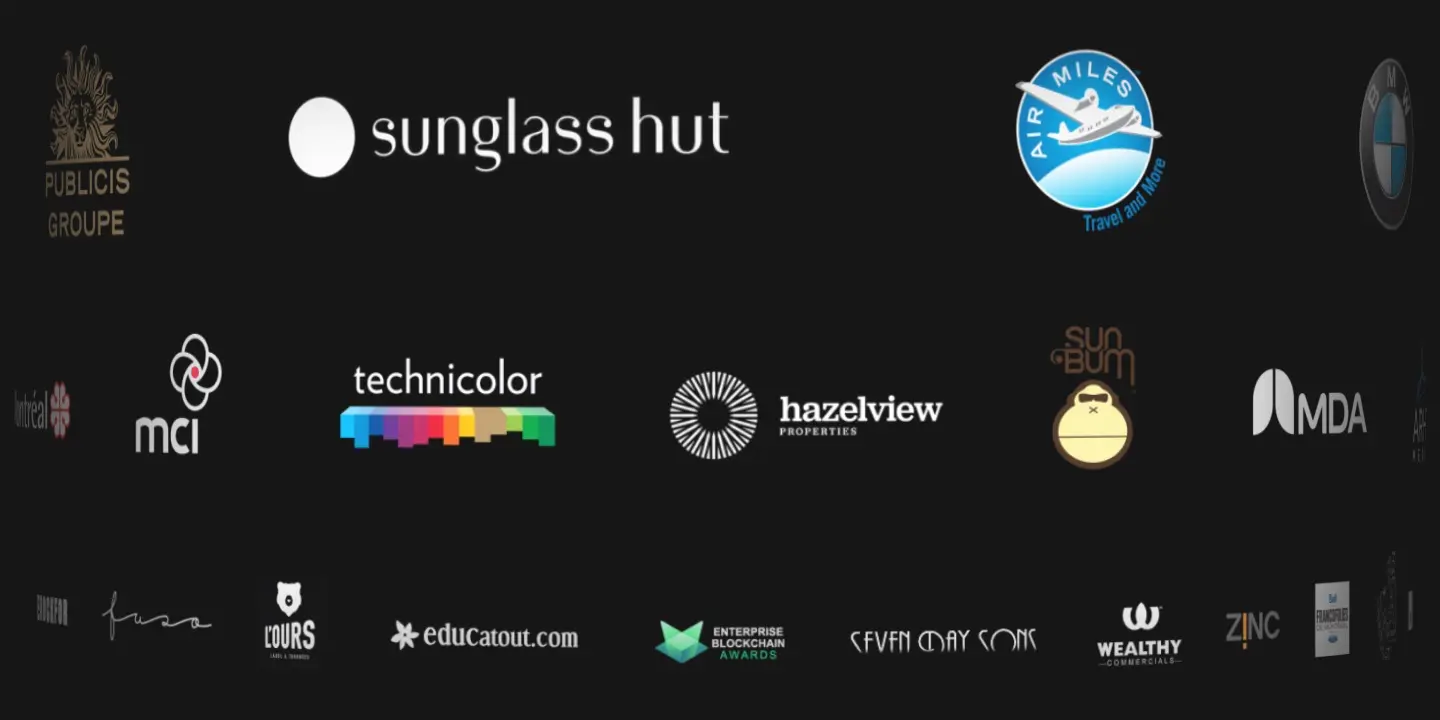 PUBLICIS
GROUPE
sunglass hut
AIR MILES
Travel and More
BMW
mci
technicolor
hazelview
PROPERTIES
SUN
BUM
MDA
L'OURS
educatout.com
ENTERPRISE
BLOCKCHAIN
AWARDS
SEVEN DAY SONS
WEALTHY
COMMERCIALS
ZINC